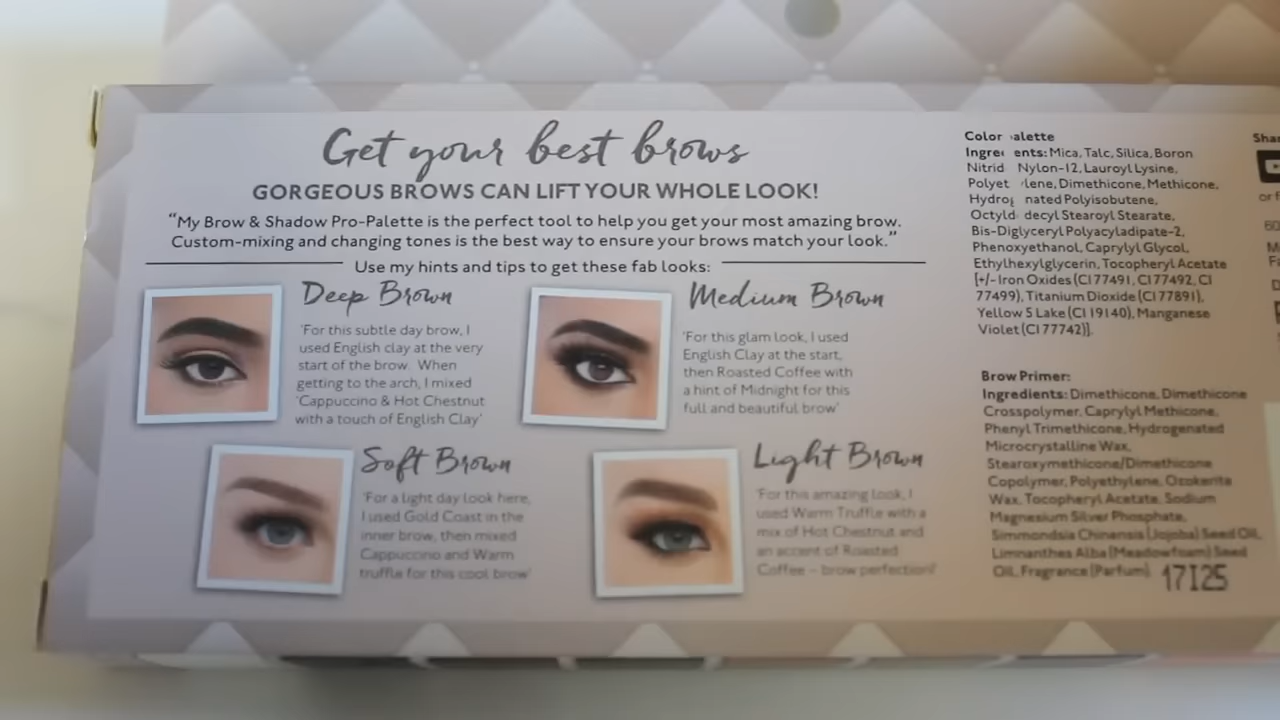 Get your best brows
GORGEOUS BROWS CAN LIFT YOUR WHOLE LOOK!
“My Brow & Shadow Pro-Palette is the perfect tool to help you get your most amazing brow.
Custom-mixing and changing tones is the best way to ensure your brows match your look.”
Use my hints and tips to get these fab looks:
Deep Brown
'For this subtle day brow, I
used English clay at the very
start of the brow. When
getting to the arch, I mixed
'Cappuccino & Hot Chestnut
with a touch of English Clay'
Medium Brown
'For this glam look, I used
English Clay at the start,
then Roasted Coffee with
a hint of Midnight for this
full and beautiful brow'
Soft Brown
'For a light day look here,
I used Gold Coast in the
inner brow, then mixed
Cappuccino and Warm
truffle for this cool brow'
Light Brown
'For this amazing look, I
used Warm Truffle with a
mix of Hot Chestnut and
an accent of Roasted
Coffee – brow perfection!'
Color alette
Ingre ents: Mica, Talc, Silica, Boron
Nitrid Nylon-12, Lauroyl Lysine,
Polyet lene, Dimethicone, Methicone,
Hydrog nated Polyisobutene,
Octyld decyl Stearoyl Stearate,
Bis-Diglyceryl Polyacyladipate-2,
Phenoxyethanol, Caprylyl Glycol,
Ethylhexylglycerin, Tocopheryl Acetate
[+/-Iron Oxides (CI 77491, CI 77492, CI
77499), Titanium Dioxide (CI 77891),
Yellow 5 Lake (CI 19140), Manganese
Violet (CI 77742)].
Brow Primer:
Ingredients: Dimethicone, Dimethicone
Crosspolymer, Caprylyl Methicone,
Phenyl Trimethicone, Hydrogenated
Microcrystalline Wax,
Stearoxymethicone/Dimethicone
Copolymer, Polyethylene, Ozokerite
Wax, Tocopheryl Acetate, Sodium
Magnesium Silver Phosphate,
Simmondsia Chinensis (Jojoba) Seed Oil,
Limnanthes Alba (Meadowfoam) Seed
Oil, Fragrance (Parfum)
17I25